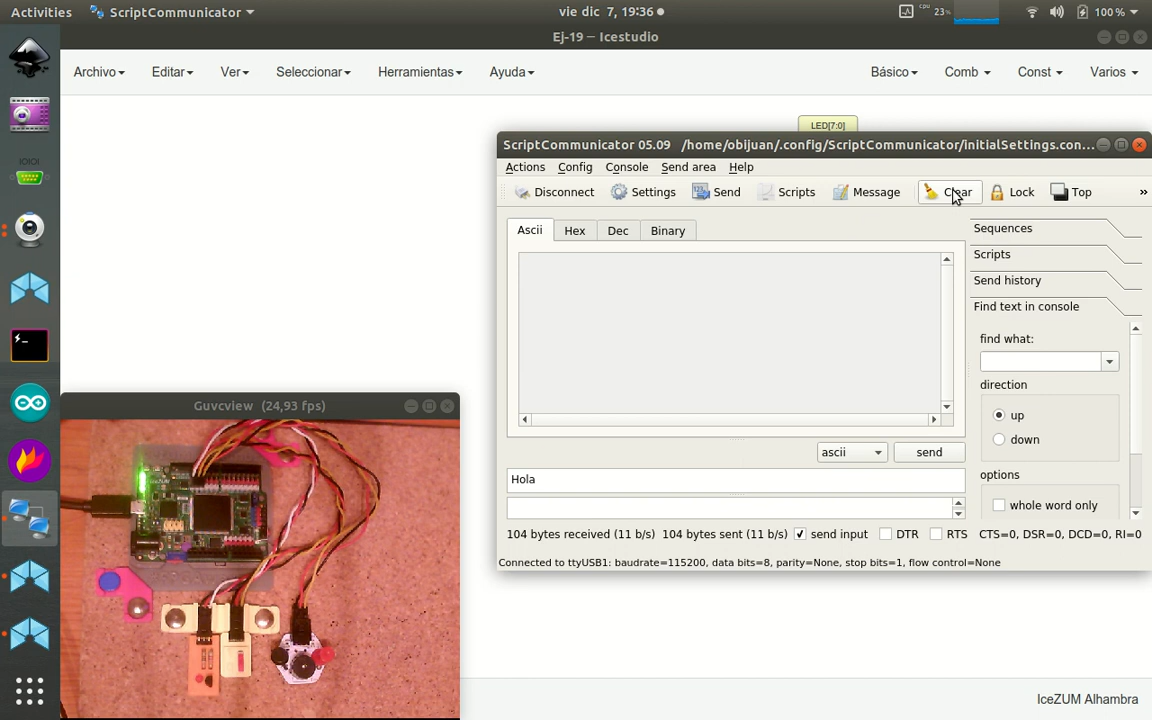 Activities
ScriptCommunicator
vie dic 7, 19:36
cpu 23%
100 %
Ej-19 – Icestudio
Archivo
Editar
Ver
Seleccionar
Herramientas
Ayuda
Básico
Comb
Const
Varios
LED[7:0]
ScriptCommunicator 05.09 /home/obijuan/.config/ScriptCommunicator/initialSettings.con...
Actions Config Console Send area Help
Disconnect Settings Send Scripts Message Clear Lock Top »
Ascii Hex Dec Binary
Sequences
Scripts
Send history
Find text in console
find what:
direction
up
down
options
whole word only
ascii
send
Hola
104 bytes received (11 b/s) 104 bytes sent (11 b/s) send input DTR RTS CTS=0, DSR=0, DCD=0, RI=0
Connected to ttyUSB1: baudrate=115200, data bits=8, parity=None, stop bits=1, flow control=None
Guvcview (24,93 fps)
IceZUM Alhambra